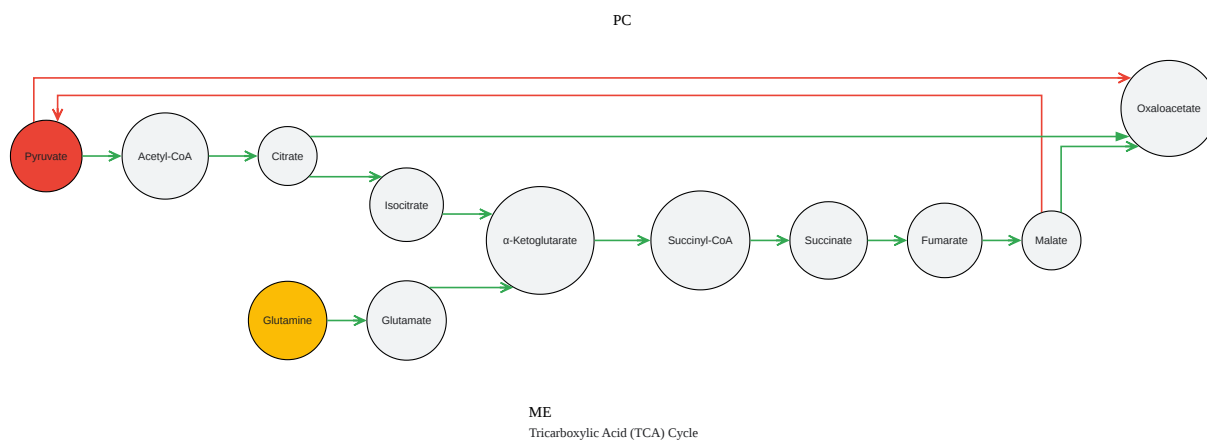 PC
Oxaloacetate
Pyruvate
Acetyl-CoA
Citrate
Isocitrate
α-Ketoglutarate
Succinyl-CoA
Succinate
Fumarate
Malate
Glutamine
Glutamate
ME
Tricarboxylic Acid (TCA) Cycle